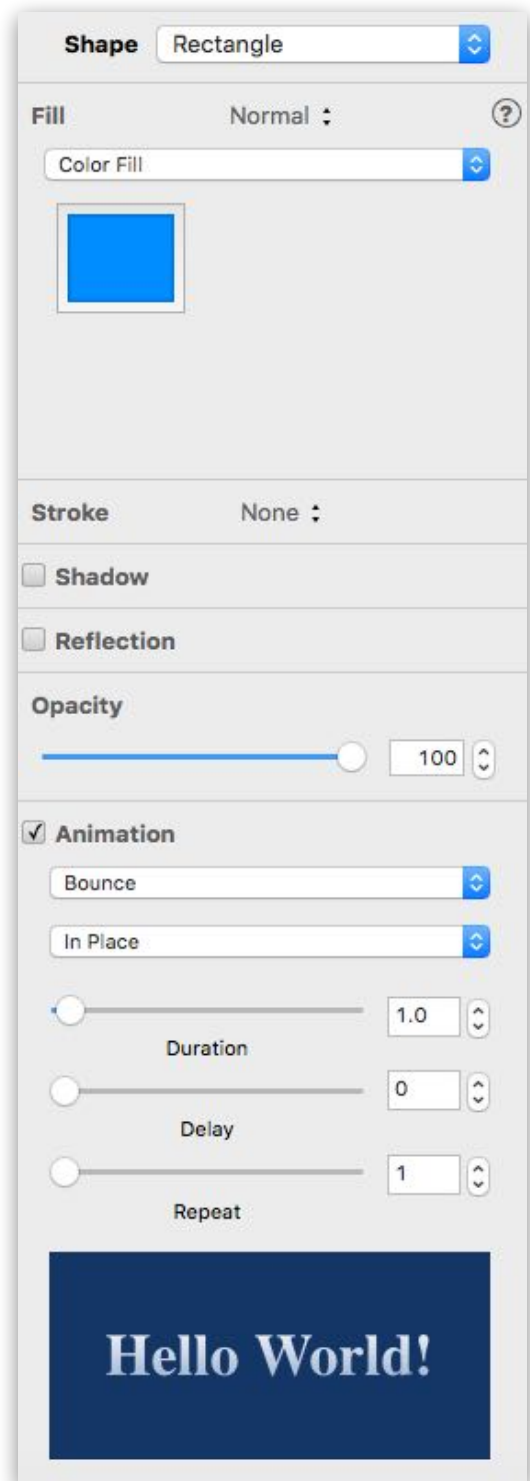 Shape Rectangle
Fill Normal ?
Color Fill
Stroke None
Shadow
Reflection
Opacity
100
Animation
Bounce
In Place
1.0
Duration
0
Delay
1
Repeat
Hello World!